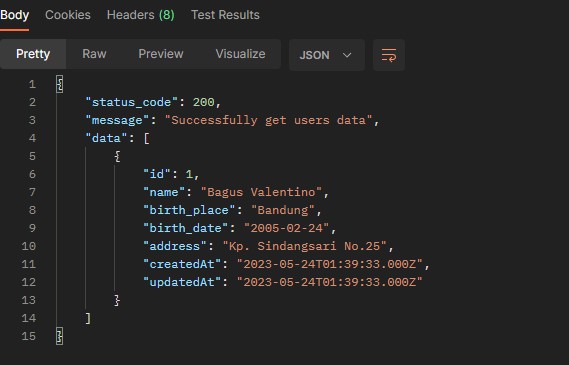 Body Cookies Headers (8) Test Results
Pretty Raw Preview Visualize JSON
1 {
2 "status_code": 200,
3 "message": "Successfully get users data",
4 "data": [
5 {
6 "id": 1,
7 "name": "Bagus Valentino",
8 "birth_place": "Bandung",
9 "birth_date": "2005-02-24",
10 "address": "Kp. Sindangsari No.25",
11 "createdAt": "2023-05-24T01:39:33.000Z",
12 "updatedAt": "2023-05-24T01:39:33.000Z"
13 }
14 ]
15 }